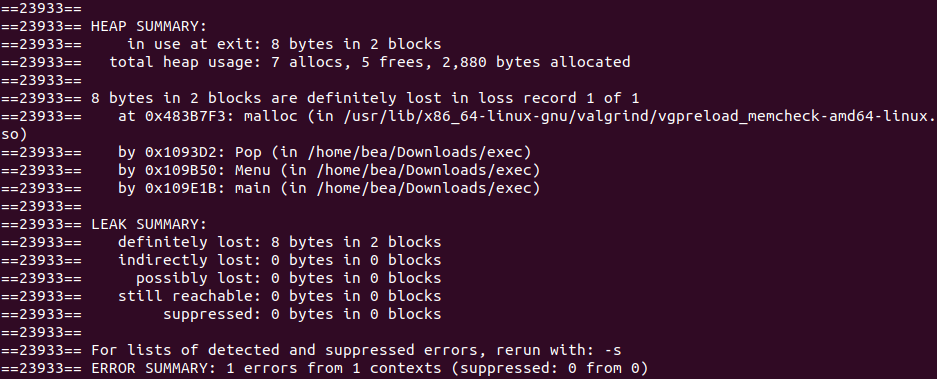 ==23933==
==23933== HEAP SUMMARY:
==23933==     in use at exit: 8 bytes in 2 blocks
==23933==   total heap usage: 7 allocs, 5 frees, 2,880 bytes allocated
==23933==
==23933== 8 bytes in 2 blocks are definitely lost in loss record 1 of 1
==23933==    at 0x483B7F3: malloc (in /usr/lib/x86_64-linux-gnu/valgrind/vgpreload_memcheck-amd64-linux.
so)
==23933==    by 0x1093D2: Pop (in /home/bea/Downloads/exec)
==23933==    by 0x109B50: Menu (in /home/bea/Downloads/exec)
==23933==    by 0x109E1B: main (in /home/bea/Downloads/exec)
==23933==
==23933== LEAK SUMMARY:
==23933==    definitely lost: 8 bytes in 2 blocks
==23933==    indirectly lost: 0 bytes in 0 blocks
==23933==      possibly lost: 0 bytes in 0 blocks
==23933==    still reachable: 0 bytes in 0 blocks
==23933==         suppressed: 0 bytes in 0 blocks
==23933==
==23933== For lists of detected and suppressed errors, rerun with: -s
==23933== ERROR SUMMARY: 1 errors from 1 contexts (suppressed: 0 from 0)